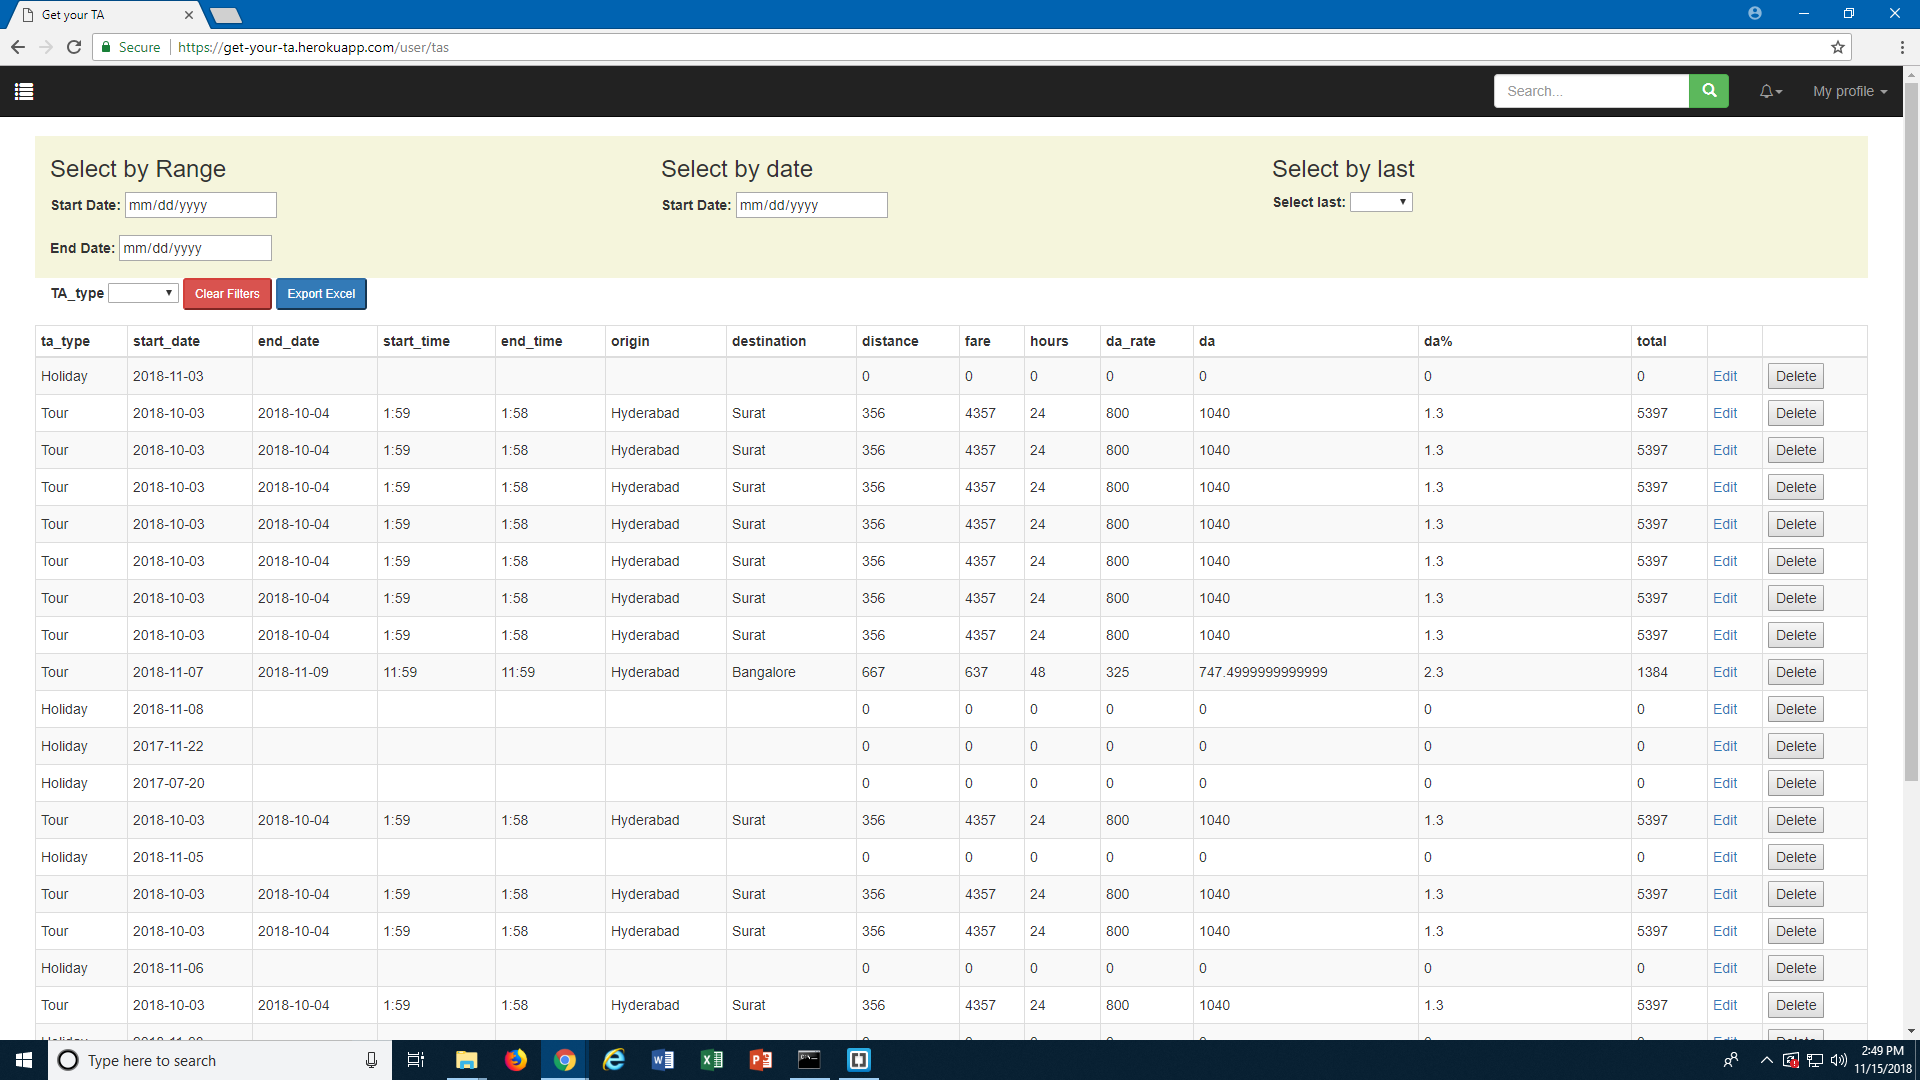 Get your TA
Secure https://get-your-ta.herokuapp.com/user/tas
Search... My profile
Select by Range Select by date Select by last
Start Date: mm/dd/yyyy Start Date: mm/dd/yyyy Select last:
End Date: mm/dd/yyyy
TA_type Clear Filters Export Excel
ta_type start_date end_date start_time end_time origin destination distance fare hours da_rate da da% total
Holiday 2018-11-03 0 0 0 0 0 0 0 Edit Delete
Tour 2018-10-03 2018-10-04 1:59 1:58 Hyderabad Surat 356 4357 24 800 1040 1.3 5397 Edit Delete
Tour 2018-10-03 2018-10-04 1:59 1:58 Hyderabad Surat 356 4357 24 800 1040 1.3 5397 Edit Delete
Tour 2018-10-03 2018-10-04 1:59 1:58 Hyderabad Surat 356 4357 24 800 1040 1.3 5397 Edit Delete
Tour 2018-10-03 2018-10-04 1:59 1:58 Hyderabad Surat 356 4357 24 800 1040 1.3 5397 Edit Delete
Tour 2018-10-03 2018-10-04 1:59 1:58 Hyderabad Surat 356 4357 24 800 1040 1.3 5397 Edit Delete
Tour 2018-10-03 2018-10-04 1:59 1:58 Hyderabad Surat 356 4357 24 800 1040 1.3 5397 Edit Delete
Tour 2018-10-03 2018-10-04 1:59 1:58 Hyderabad Surat 356 4357 24 800 1040 1.3 5397 Edit Delete
Tour 2018-11-07 2018-11-09 11:59 11:59 Hyderabad Bangalore 667 637 48 325 747.4999999999999 2.3 1384 Edit Delete
Holiday 2018-11-08 0 0 0 0 0 0 0 Edit Delete
Holiday 2017-11-22 0 0 0 0 0 0 0 Edit Delete
Holiday 2017-07-20 0 0 0 0 0 0 0 Edit Delete
Tour 2018-10-03 2018-10-04 1:59 1:58 Hyderabad Surat 356 4357 24 800 1040 1.3 5397 Edit Delete
Holiday 2018-11-05 0 0 0 0 0 0 0 Edit Delete
Tour 2018-10-03 2018-10-04 1:59 1:58 Hyderabad Surat 356 4357 24 800 1040 1.3 5397 Edit Delete
Tour 2018-10-03 2018-10-04 1:59 1:58 Hyderabad Surat 356 4357 24 800 1040 1.3 5397 Edit Delete
Holiday 2018-11-06 0 0 0 0 0 0 0 Edit Delete
Tour 2018-10-03 2018-10-04 1:59 1:58 Hyderabad Surat 356 4357 24 800 1040 1.3 5397 Edit Delete
Type here to search
2:49 PM
11/15/2018